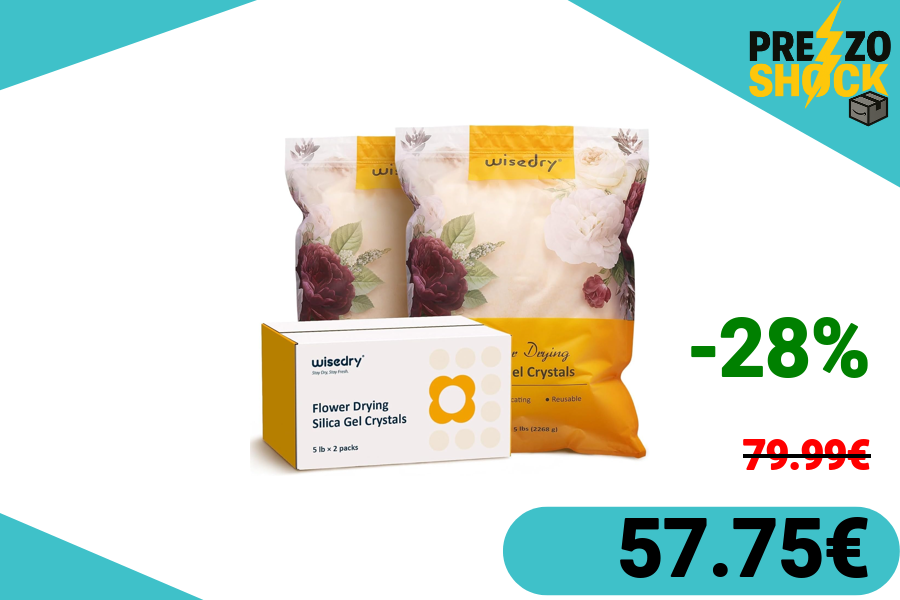 PREZZO
SHOCK
wisedry
wisedry
Drying
Gel Crystals
Reusable
5 lbs (2268 g)
wisedry
Stay Dry, Stay Fresh.
Flower Drying
Silica Gel Crystals
5 lb × 2 packs
-28%
79.99€
57.75€